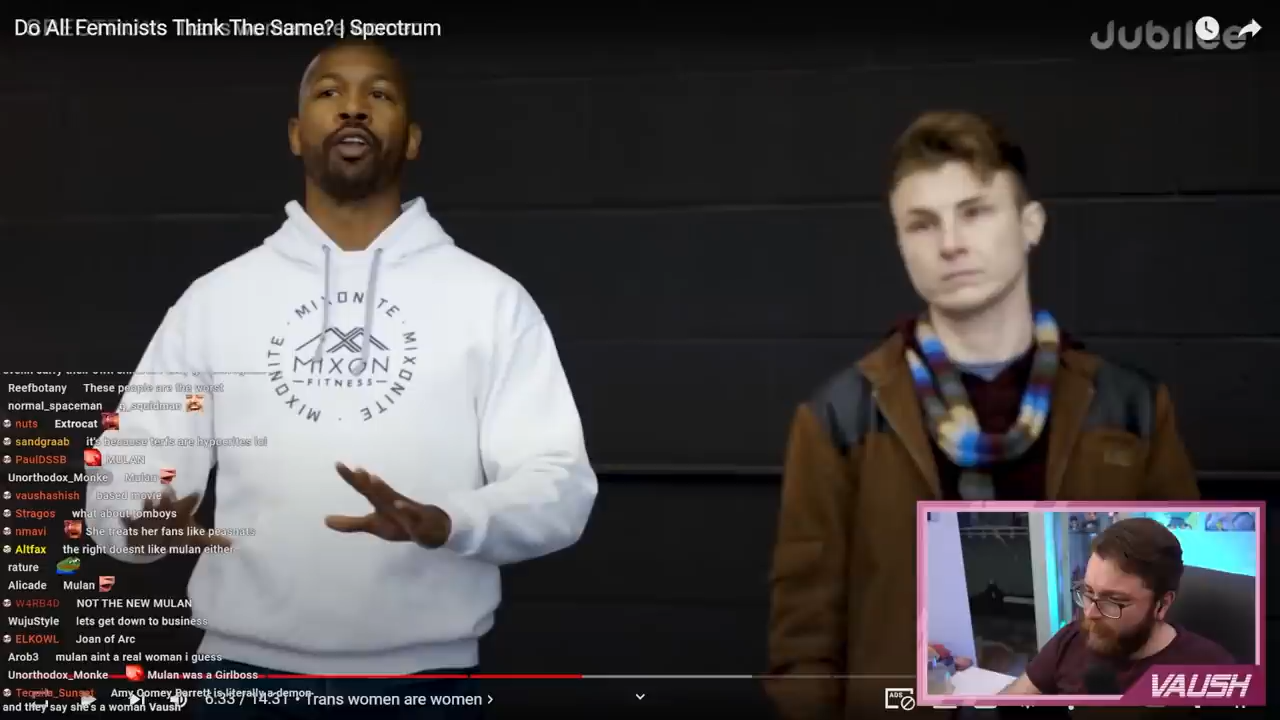 Do All Feminists Think The Same? | Spectrum
Jubilee
MIXONITE · MIXONITE · MIXONITE ·
MIXON
FITNESS
Reefbotany These people are the worst
normal_spaceman g_sqoidman
nuts Extrocat
sandgraab it's because terfs are hypocrites lol
PaulDSSB MULAN
Unorthodox_Monke Mulan
vaushashish based movie
Stragos what about tomboys
nmavi She treats her fans like peasnats
Altfax the right doesnt like mulan either
rature
Alicade Mulan
W4RB4D NOT THE NEW MULAN
WujuStyle lets get down to business
ELKOWL Joan of Arc
Arob3 mulan aint a real woman i guess
Unorthodox_Monke Mulan was a Girlboss
Tequila_Sunset Amy Comey Barrett is literally a demon
and they say she's a woman Vaush
6:33 / 14:31 • Trans women are women >
ADS
VAUSH